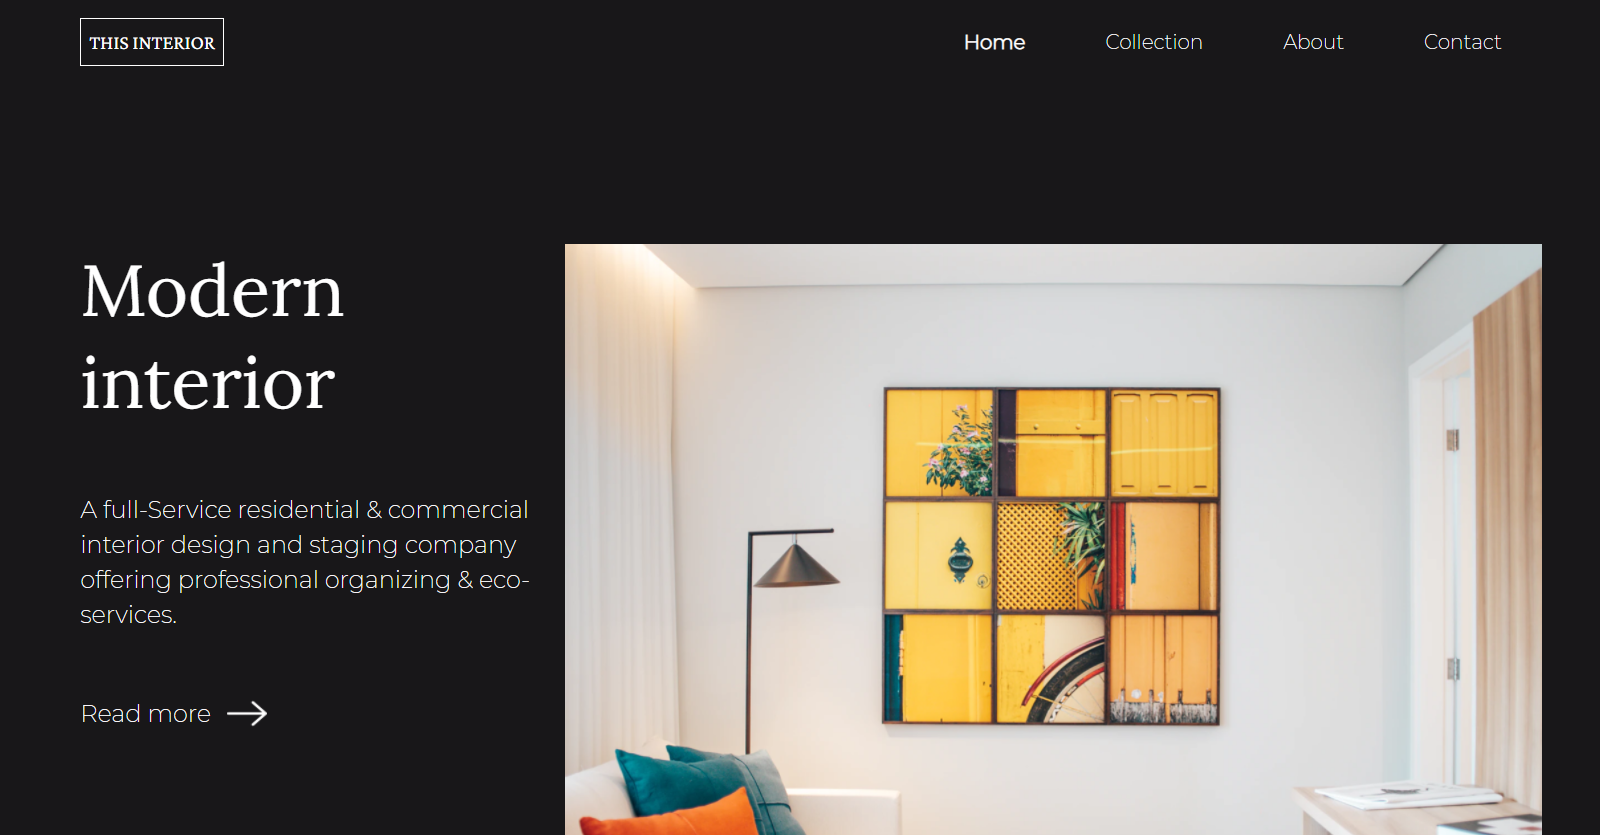 THIS INTERIOR
Home
Collection
About
Contact
Modern
interior
A full-Service residential & commercial
interior design and staging company
offering professional organizing & eco-
services.
Read more